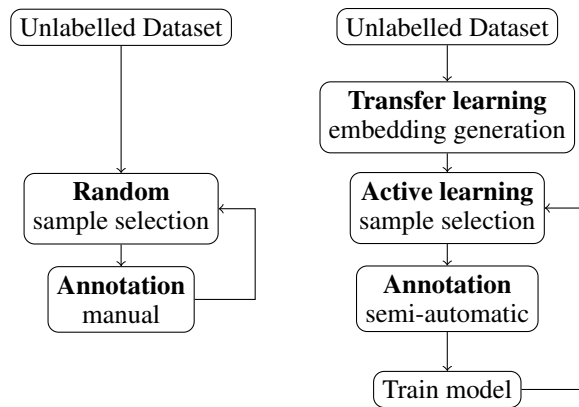 Unlabelled Dataset
Random
sample selection
Annotation
manual
Unlabelled Dataset
Transfer learning
embedding generation
Active learning
sample selection
Annotation
semi-automatic
Train model